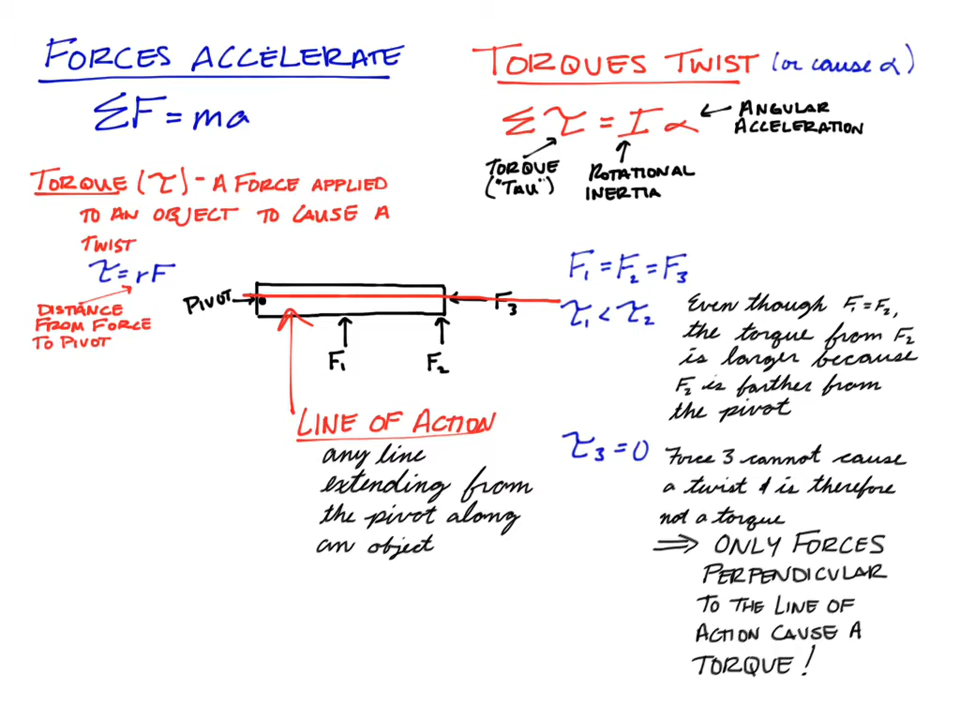 FORCES ACCELERATE
ΣF = ma
TORQUES TWIST (or cause α)
Στ = I α
ANGULAR
ACCELERATION
TORQUE
("TAU")
ROTATIONAL
INERTIA
TORQUE (τ) - A FORCE APPLIED
TO AN OBJECT TO CAUSE A
TWIST
τ = rF
DISTANCE
FROM FORCE
TO PIVOT
PIVOT
F₁
F₂
F₃
LINE OF ACTION
any line
extending from
the pivot along
an object
F₁ = F₂ = F₃
τ₁ < τ₂
Even though F₁ = F₂,
the torque from F₂
is larger because
F₂ is farther from
the pivot
τ₃ = 0
Force 3 cannot cause
a twist & is therefore
not a torque
⇒ ONLY FORCES
PERPENDICULAR
TO THE LINE OF
ACTION CAUSE A
TORQUE!